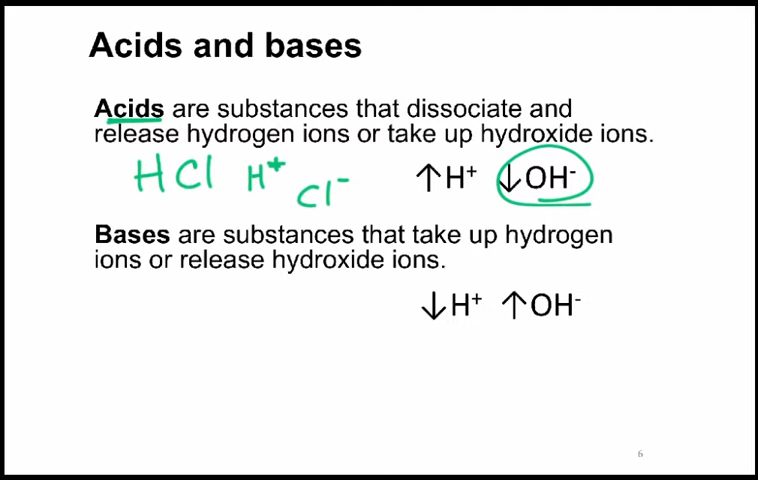 Acids and bases
Acids are substances that dissociate and
release hydrogen ions or take up hydroxide ions.
HCl H⁺ Cl⁻ ↑H⁺ ↓OH⁻
Bases are substances that take up hydrogen
ions or release hydroxide ions.
↓H⁺ ↑OH⁻
6